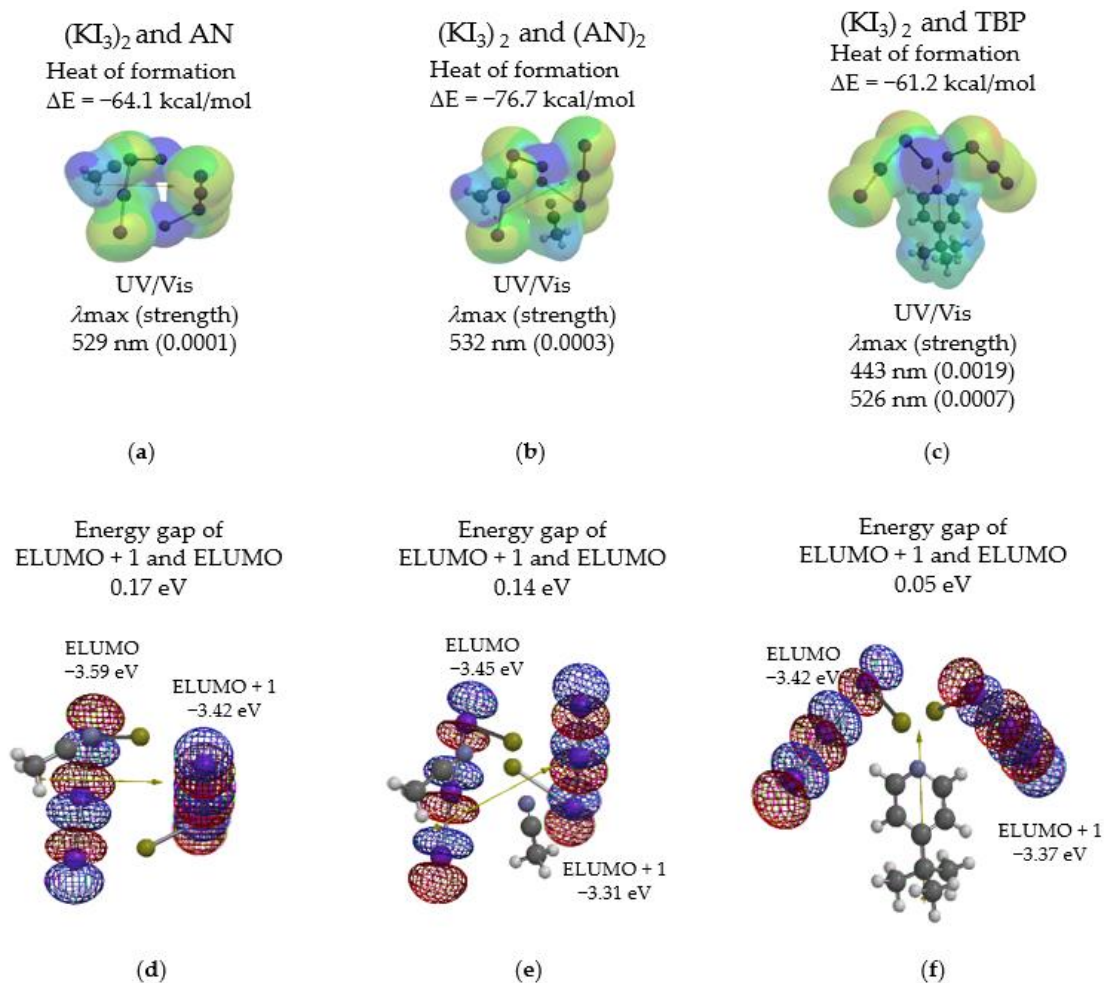 (KI₃)₂ and AN
Heat of formation
ΔE = −64.1 kcal/mol
UV/Vis
λmax (strength)
529 nm (0.0001)
(a)
(KI₃)₂ and (AN)₂
Heat of formation
ΔE = −76.7 kcal/mol
UV/Vis
λmax (strength)
532 nm (0.0003)
(b)
(KI₃)₂ and TBP
Heat of formation
ΔE = −61.2 kcal/mol
UV/Vis
λmax (strength)
443 nm (0.0019)
526 nm (0.0007)
(c)
Energy gap of
ELUMO + 1 and ELUMO
0.17 eV
ELUMO
−3.59 eV
ELUMO + 1
−3.42 eV
(d)
Energy gap of
ELUMO + 1 and ELUMO
0.14 eV
ELUMO
−3.45 eV
ELUMO + 1
−3.31 eV
(e)
Energy gap of
ELUMO + 1 and ELUMO
0.05 eV
ELUMO
−3.42 eV
ELUMO + 1
−3.37 eV
(f)